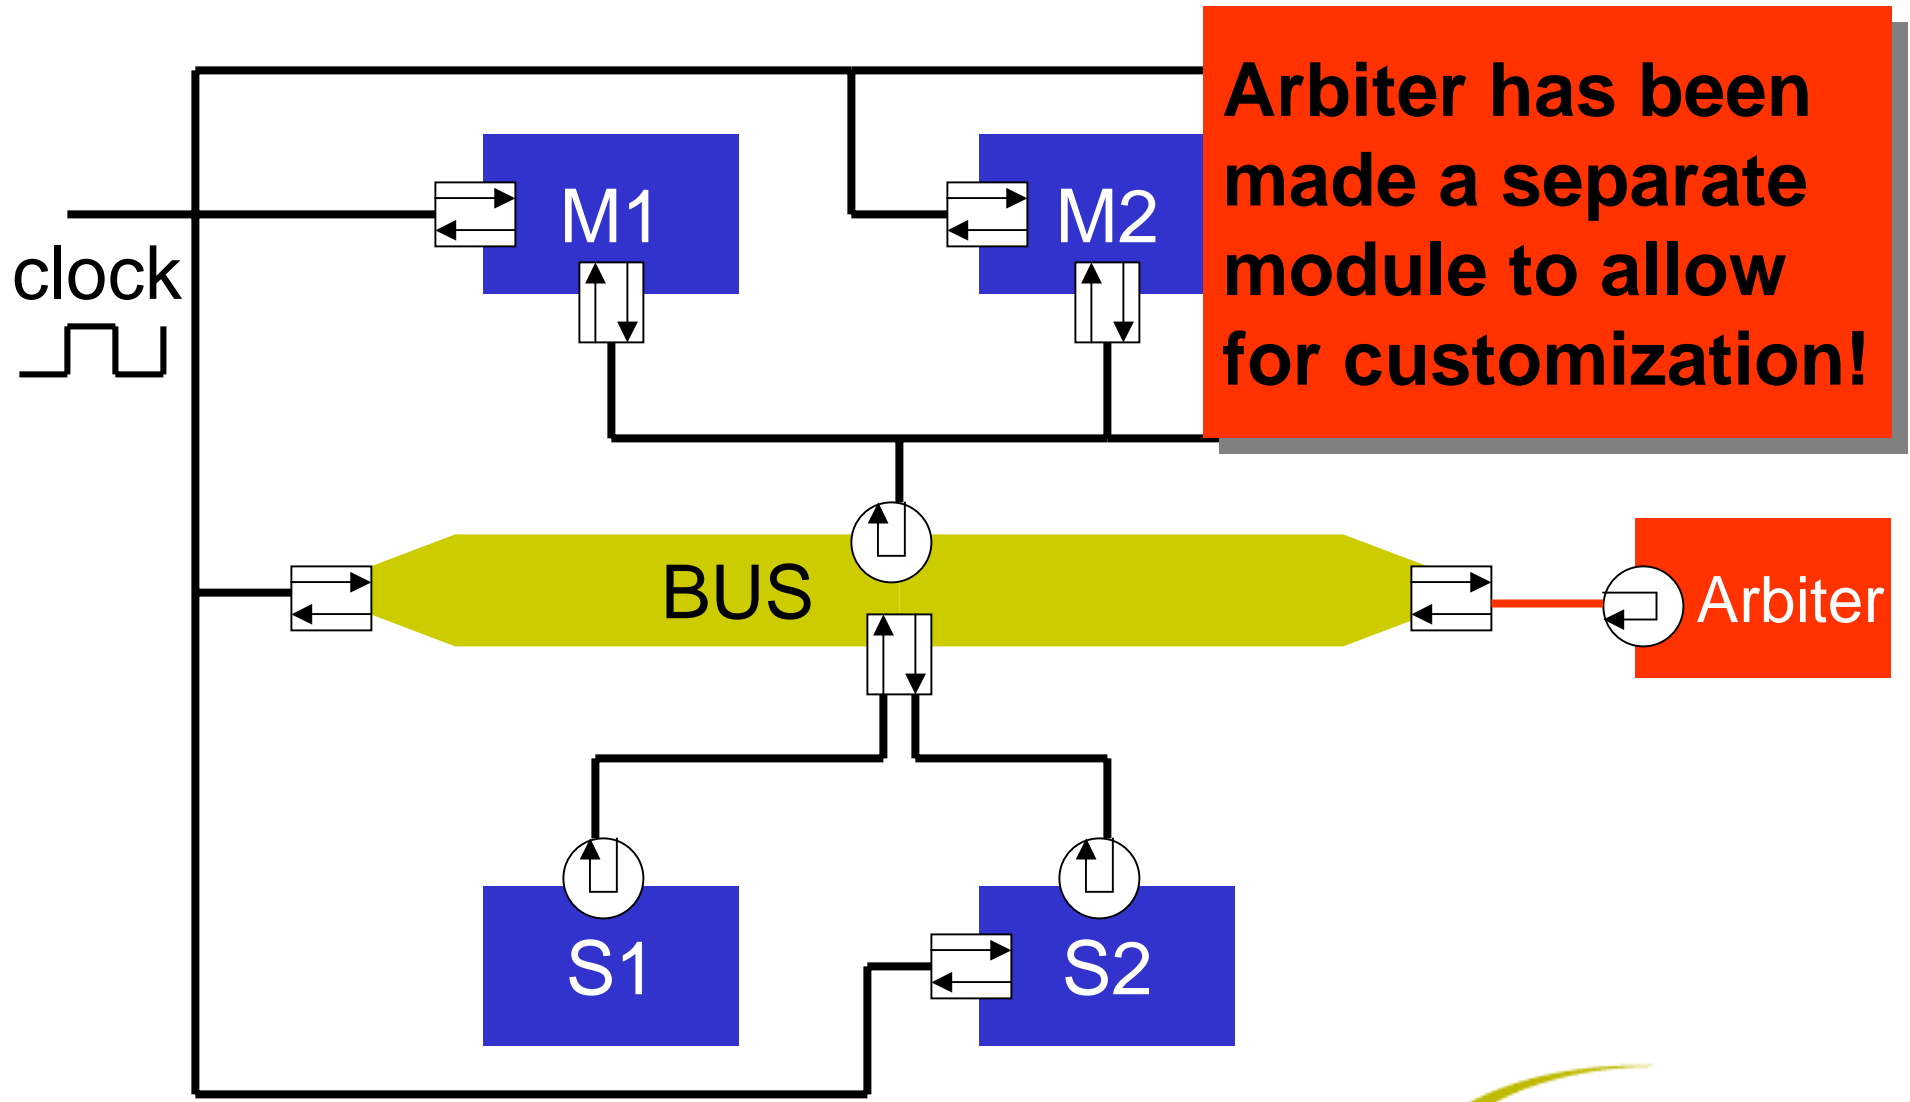 Arbiter has been
made a separate
module to allow
for customization!
M1
M2
clock
BUS
Arbiter
S1
S2